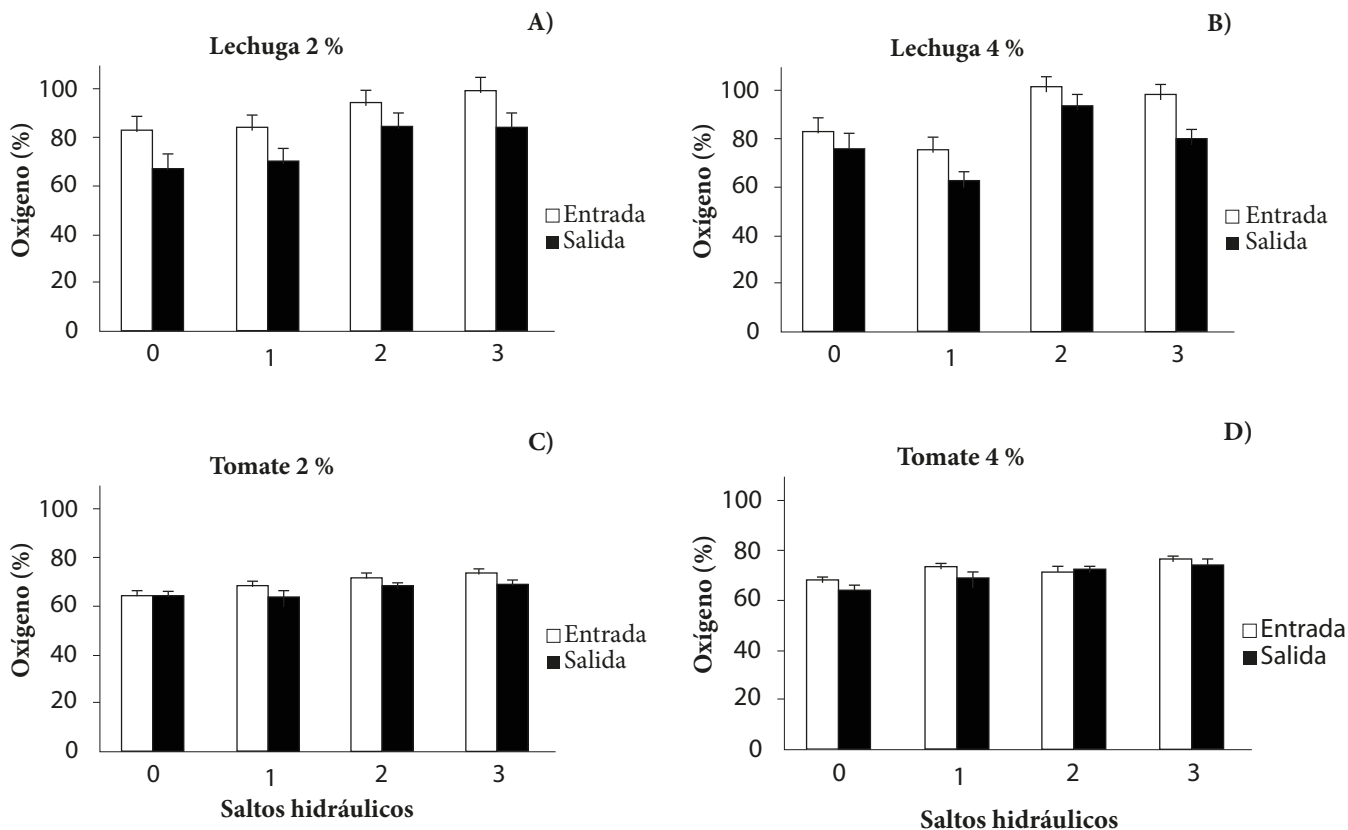 A)
Lechuga 2 %
Oxígeno (%)
100
80
60
40
20
0
0
1
2
3
Entrada
Salida
B)
Lechuga 4 %
Oxígeno (%)
100
80
60
40
20
0
0
1
2
3
Entrada
Salida
C)
Tomate 2 %
Oxígeno (%)
100
80
60
40
20
0
0
1
2
3
Saltos hidráulicos
Entrada
Salida
D)
Tomate 4 %
Oxígeno (%)
100
80
60
40
20
0
0
1
2
3
Saltos hidráulicos
Entrada
Salida